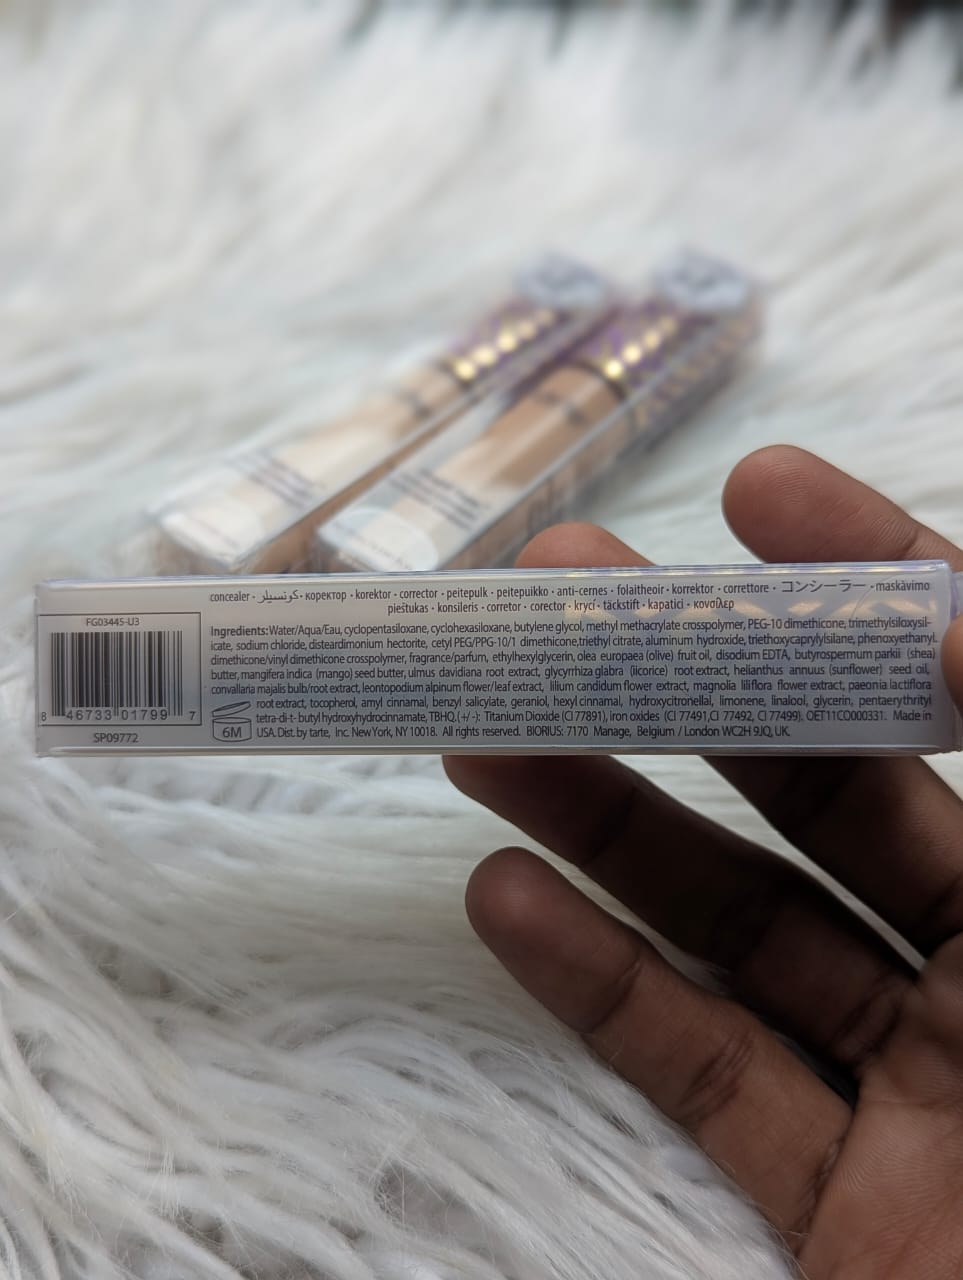 concealer · كونسيلر · коректор · korektor · corrector · peitepulk · peitepuikko · anti-cernes · folaitheoir · korrektor · correttore · コンシーラー · maskāvimo
pieštukas · konsileris · corretor · corector · krycí · täckstift · kapatici · κονσίλερ
FG03445-U3
Ingredients: Water/Aqua/Eau, cyclopentasiloxane, cyclohexasiloxane, butylene glycol, methyl methacrylate crosspolymer, PEG-10 dimethicone, trimethylsiloxysil-
icate, sodium chloride, disteardimonium hectorite, cetyl PEG/PPG-10/1 dimethicone,triethyl citrate, aluminum hydroxide, triethoxycaprylylsilane, phenoxyethanyl.
dimethicone/vinyl dimethicone crosspolymer, fragrance/parfum, ethylhexylglycerin, olea europaea (olive) fruit oil, disodium EDTA, butyrospermum parkii (shea)
butter, mangifera indica (mango) seed butter, ulmus davidiana root extract, glycyrrhiza glabra (licorice) root extract, helianthus annuus (sunflower) seed oil,
convallaria majalis bulb/root extract, leontopodium alpinum flower/leaf extract, lilium candidum flower extract, magnolia liliflora flower extract, paeonia lactiflora
root extract, tocopherol, amyl cinnamal, benzyl salicylate, geraniol, hexyl cinnamal, hydroxycitronellal, limonene, linalool, glycerin, pentaerythrityl
tetra-di-t- butyl hydroxyhydrocinnamate, TBHQ. (+/-): Titanium Dioxide (CI 77891), iron oxides (CI 77491,CI 77492, CI 77499). OET11CO000331. Made in
USA. Dist. by tarte, inc. New York, NY 10018. All rights reserved. BIORIUS: 7170 Manage, Belgium / London WC2H 9JQ, UK.
8 46733 01799 7
6M
SP09772